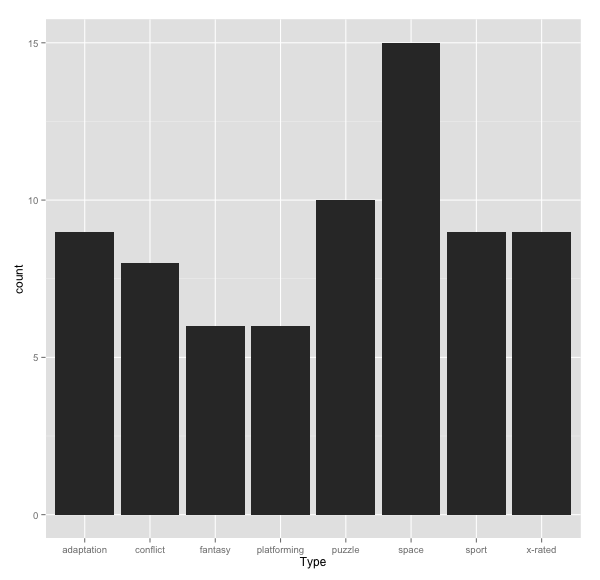 15
10
5
0
count
adaptation conflict fantasy platforming puzzle space sport x-rated
Type